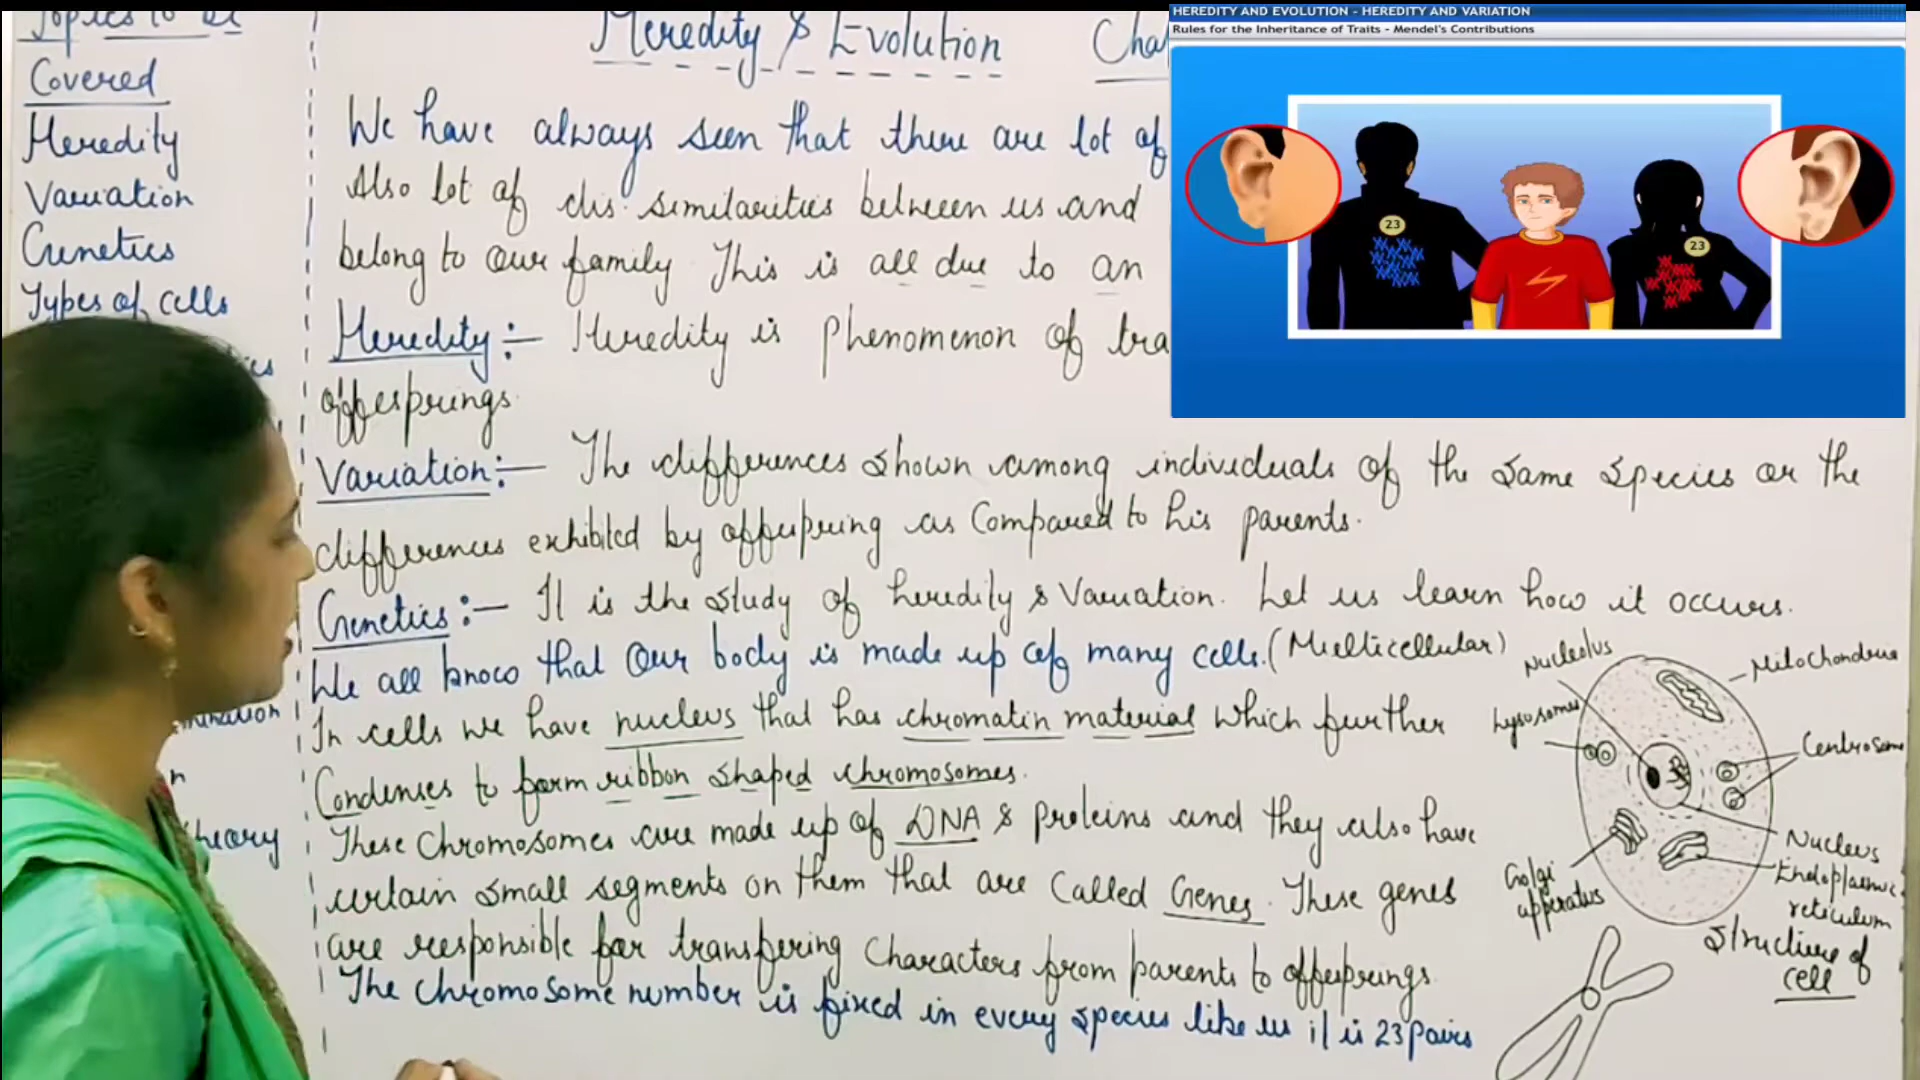 Topics to be
Covered
Heredity
Variation
Genetics
Types of cells
mination
n
heory
Heredity & Evolution Cha
We have always seen that there are lot of
Also lot of dis. similarities between us and
belong to our family. This is all due to an
Heredity:- Heredity is phenomenon of tra
offesprings.
Variation:- The differences shown among individuals of the same species or the
differences exhibited by offspring as compared to his parents.
Genetics:- It is the study of heredity & Variation. Let us learn how it occurs.
We all know that our body is made up of many cells. (Multicellular)
In cells we have nucleus that has chromatin material which further
Condenses to form ribbon shaped chromosomes.
These Chromosomes are made up of DNA & proteins and they also have
certain small segments on them that are called Genes. These genes
are responsible for transfering characters from parents to offesprings.
The chromosome number is fixed in every species like us it is 23 pairs
Nucleolus
Mitochondria
Lysosomes
Centrosome
Nucleus
Golgi
apparatus
Endoplasmic
reticulum
Structure of
cell
HEREDITY AND EVOLUTION - HEREDITY AND VARIATION
Rules for the Inheritance of Traits - Mendel's Contributions
23
23